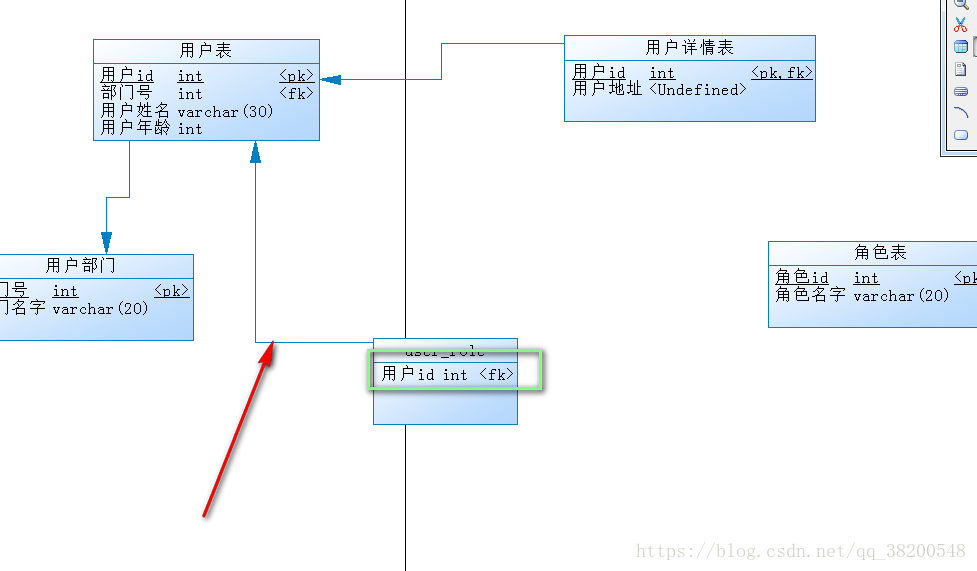 用户表
用户id int <pk>
部门号 int <fk>
用户姓名 varchar(30)
用户年龄 int
用户详情表
用户id int <pk,fk>
用户地址 <Undefined>
用户部门
门号 int <pk>
门名字 varchar(20)
角色表
角色id int <pk
角色名字 varchar(20)
user_role
用户id int <fk>
https://blog.csdn.net/qq_38200548